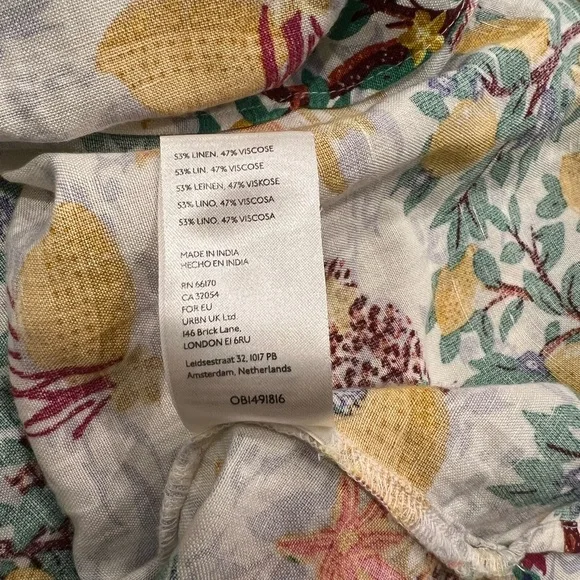 53% LINEN, 47% VISCOSE
53% LIN, 47% VISCOSE
53% LEINEN, 47% VISKOSE
53% LINO, 47% VISCOSA
53% LINO, 47% VISCOSA
MADE IN INDIA
HECHO EN INDIA
RN 66170
CA 32054
FOR EU
URBN UK Ltd.
146 Brick Lane,
LONDON E1 6RU
Leidsestraat 32, 1017 PB
Amsterdam, Netherlands
OB1491816